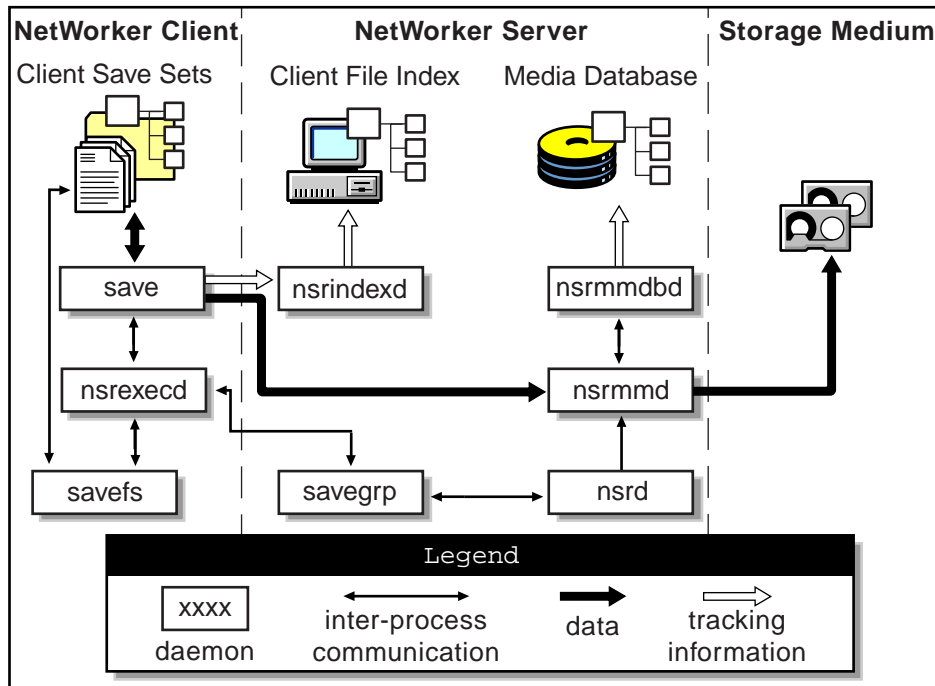 NetWorker Client
NetWorker Server
Storage Medium
Client Save Sets
Client File Index
Media Database
save
nsrindexd
nsrmmdbd
nsrexecd
nsrmmd
savefs
savegrp
nsrd
Legend
xxxx
daemon
inter-process
communication
data
tracking
information